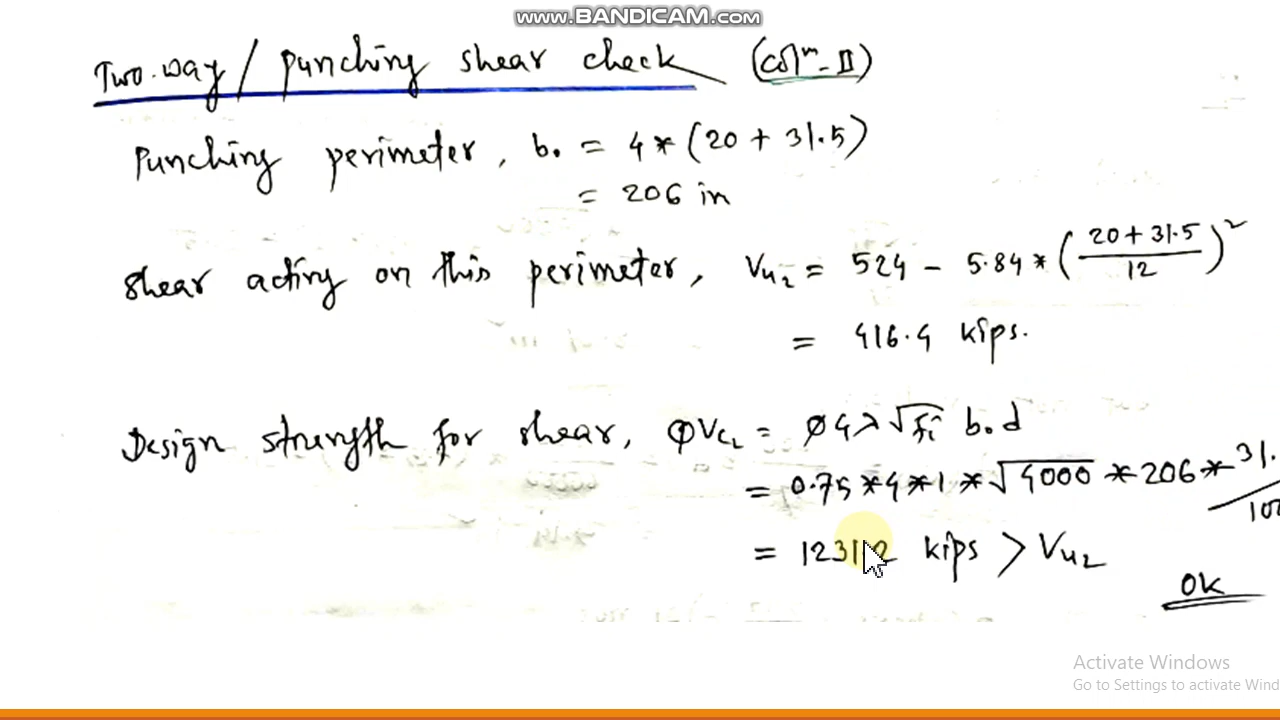 www.BANDICAM.com
Two-way / punching shear check (colᵐ-II)
Punching perimeter, b₀ = 4 * (20 + 31.5)
= 206 in
shear acting on this perimeter, Vu₂ = 524 - 5.84 * ((20 + 31.5)/12)²
= 416.4 kips.
Design strength for shear, φVc₂ = φ4λ√fc' b₀d
= 0.75*4*1*√4000 *206*31.
100
= 1231.2 kips > Vu₂
OK
Activate Windows
Go to Settings to activate Wind